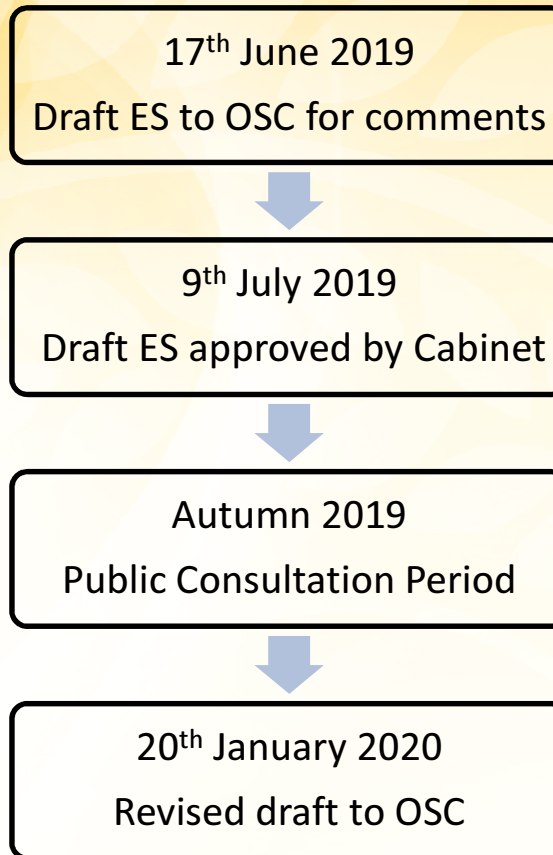 17th June 2019
Draft ES to OSC for comments
9th July 2019
Draft ES approved by Cabinet
Autumn 2019
Public Consultation Period
20th January 2020
Revised draft to OSC